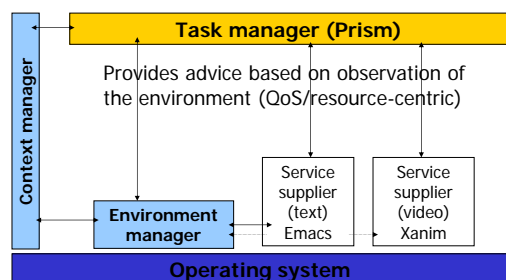 Task manager (Prism)
Context manager
Provides advice based on observation of
the environment (QoS/resource-centric)
Environment
manager
Service
supplier
(text)
Emacs
Service
supplier
(video)
Xanim
Operating system